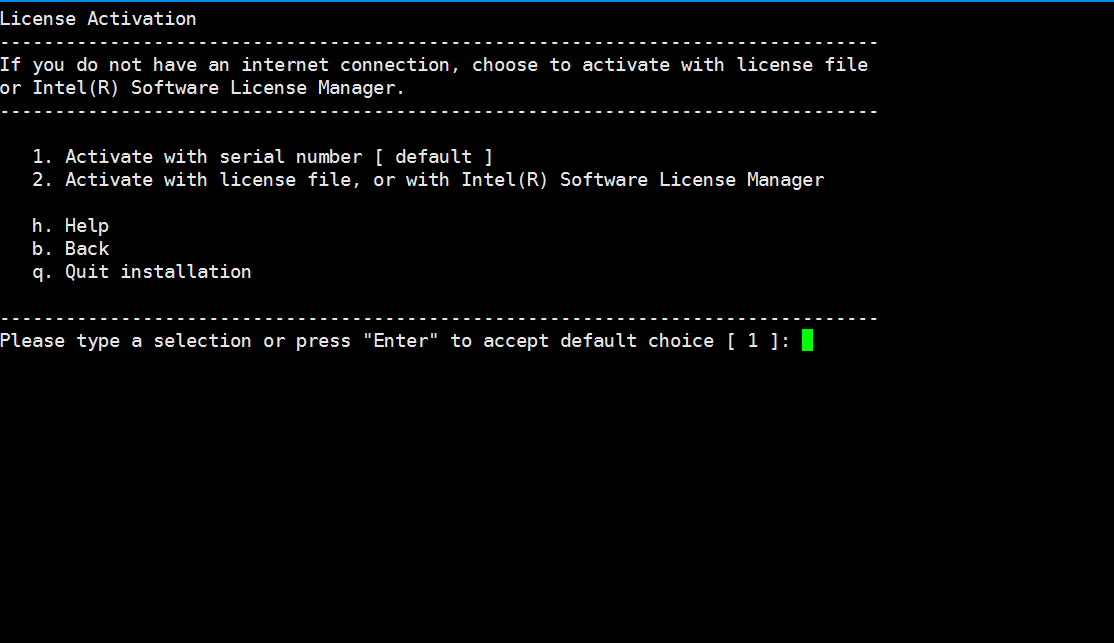 License Activation
--------------------------------------------------------------------------------
If you do not have an internet connection, choose to activate with license file
or Intel(R) Software License Manager.
--------------------------------------------------------------------------------
1. Activate with serial number [ default ]
2. Activate with license file, or with Intel(R) Software License Manager
h. Help
b. Back
q. Quit installation
--------------------------------------------------------------------------------
Please type a selection or press "Enter" to accept default choice [ 1 ]: